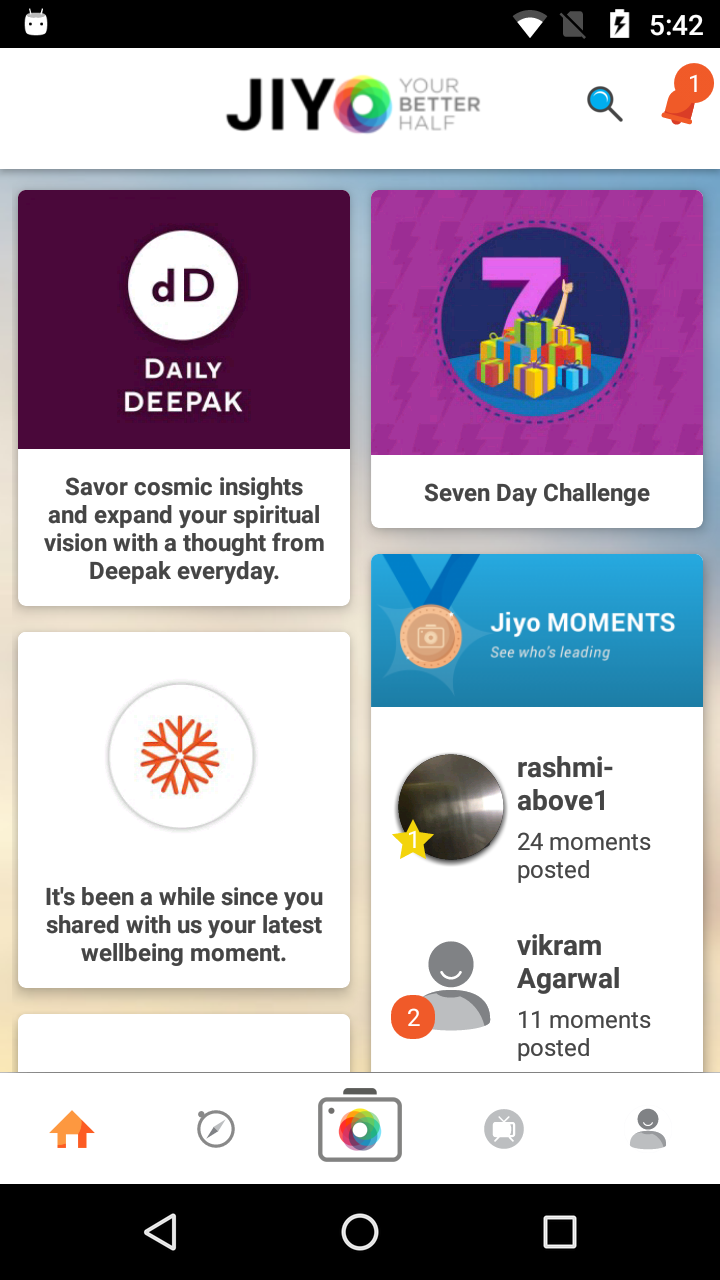 5:42
JIYO
YOUR
BETTER
HALF
1
dD
DAILY
DEEPAK
Savor cosmic insights
and expand your spiritual
vision with a thought from
Deepak everyday.
7
Seven Day Challenge
Jiyo MOMENTS
See who's leading
It's been a while since you
shared with us your latest
wellbeing moment.
rashmi-
above1
24 moments
posted
1
vikram
Agarwal
11 moments
posted
2